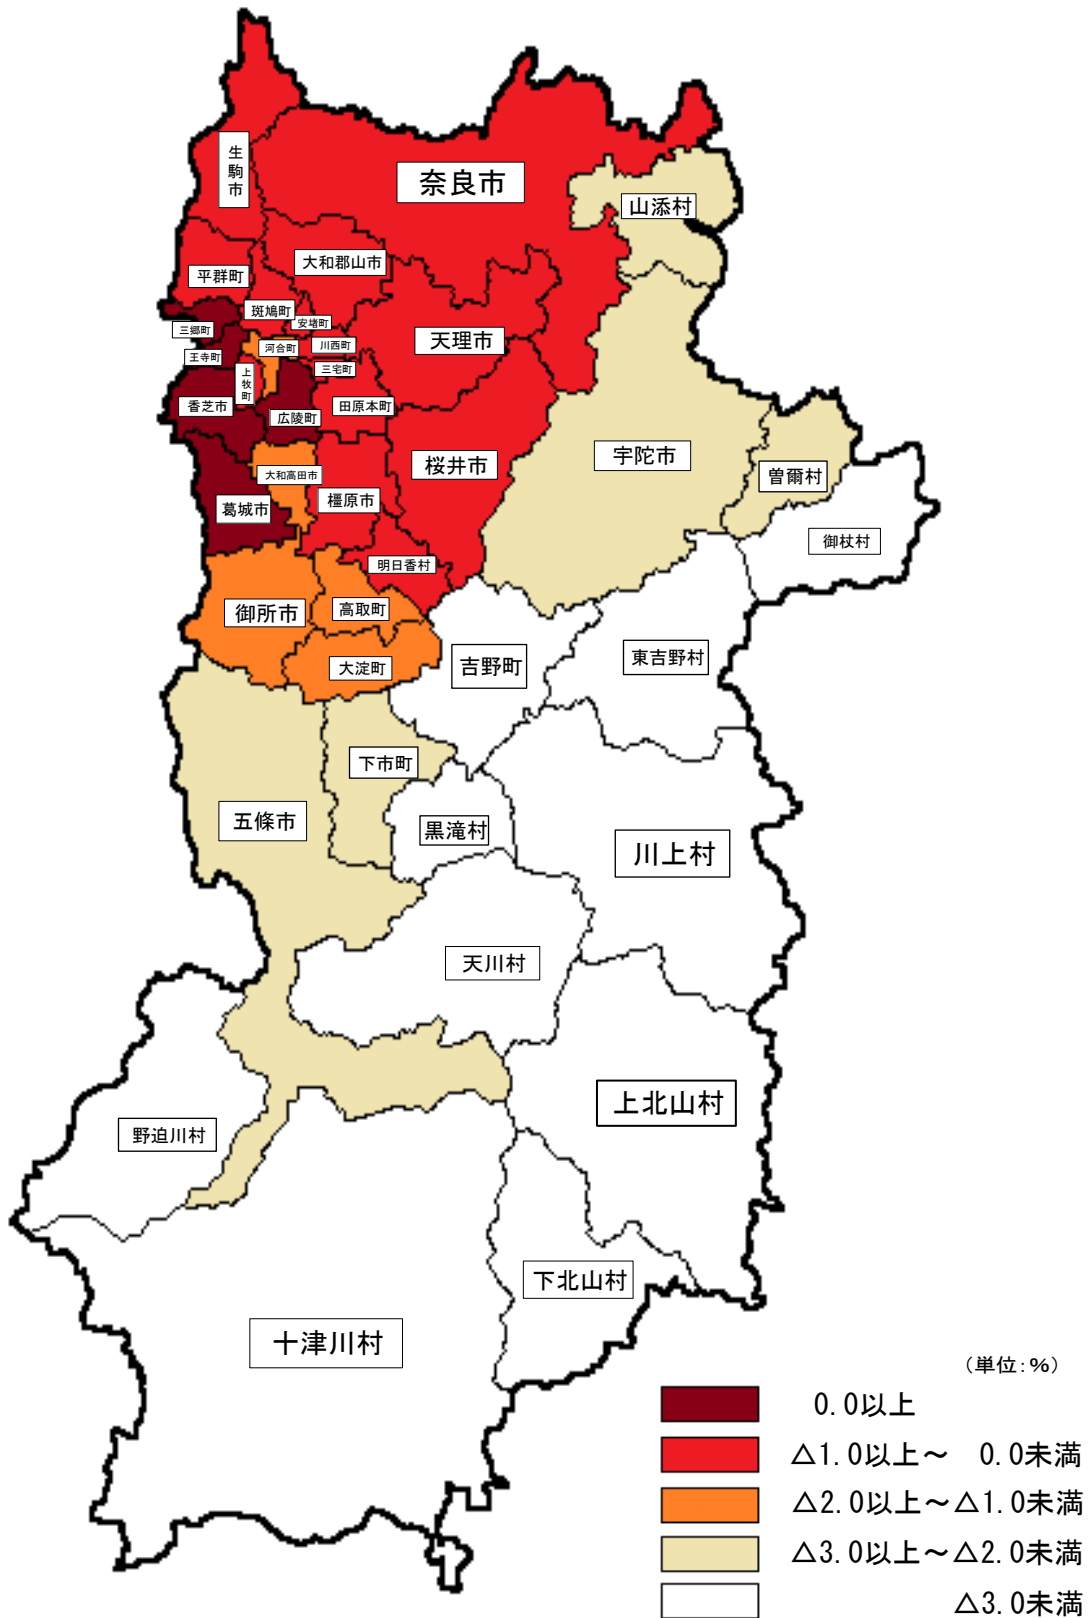 生駒市
奈良市
山添村
大和郡山市
平群町
斑鳩町
安堵町
三郷町
天理市
川西町
河合町
王寺町
三宅町
上牧町
香芝市
田原本町
広陵町
桜井市
宇陀市
曽爾村
大和高田市
橿原市
葛城市
御杖村
明日香村
高取町
御所市
東吉野村
吉野町
大淀町
下市町
五條市
黒滝村
川上村
天川村
上北山村
野迫川村
下北山村
十津川村
(単位:%)
0.0以上
△1.0以上～ 0.0未満
△2.0以上～△1.0未満
△3.0以上～△2.0未満
△3.0未満